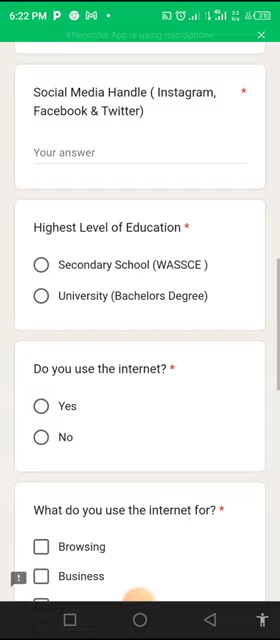 6:22 PM
XRecorder App is using microphone
Social Media Handle ( Instagram, *
Facebook & Twitter)
Your answer
Highest Level of Education *
Secondary School (WASSCE )
University (Bachelors Degree)
Do you use the internet? *
Yes
No
What do you use the internet for? *
Browsing
Business